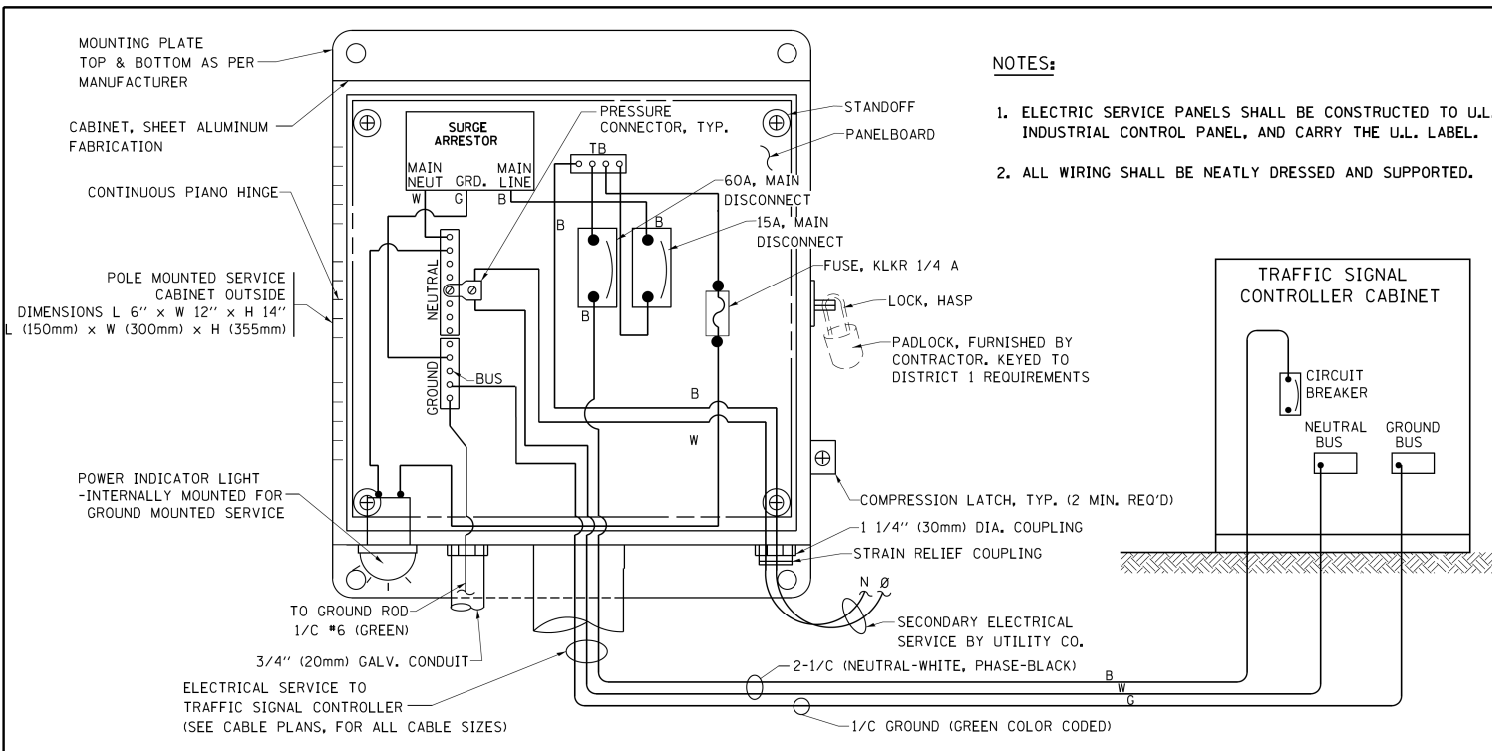 MOUNTING PLATE
TOP & BOTTOM AS PER
MANUFACTURER
CABINET, SHEET ALUMINUM
FABRICATION
CONTINUOUS PIANO HINGE
POLE MOUNTED SERVICE
CABINET OUTSIDE
DIMENSIONS L 6" x W 12" x H 14"
L (150mm) x W (300mm) x H (355mm)
POWER INDICATOR LIGHT
-INTERNALLY MOUNTED FOR
GROUND MOUNTED SERVICE
TO GROUND ROD
1/C #6 (GREEN)
3/4" (20mm) GALV. CONDUIT
ELECTRICAL SERVICE TO
TRAFFIC SIGNAL CONTROLLER
(SEE CABLE PLANS, FOR ALL CABLE SIZES)
SURGE
ARRESTOR
MAIN
NEUT
GRD.
MAIN
LINE
W
G
B
PRESSURE
CONNECTOR, TYP.
TB
60A, MAIN
DISCONNECT
15A, MAIN
DISCONNECT
B
B
B
NEUTRAL
GROUND
BUS
FUSE, KLKR 1/4 A
B
W
STANDOFF
PANELBOARD
LOCK, HASP
PADLOCK, FURNISHED BY
CONTRACTOR. KEYED TO
DISTRICT 1 REQUIREMENTS
COMPRESSION LATCH, TYP. (2 MIN. REQ'D)
1 1/4" (30mm) DIA. COUPLING
STRAIN RELIEF COUPLING
N Ø
SECONDARY ELECTRICAL
SERVICE BY UTILITY CO.
2-1/C (NEUTRAL-WHITE, PHASE-BLACK)
B
W
G
1/C GROUND (GREEN COLOR CODED)
NOTES:
1. ELECTRIC SERVICE PANELS SHALL BE CONSTRUCTED TO U.L.
INDUSTRIAL CONTROL PANEL, AND CARRY THE U.L. LABEL.
2. ALL WIRING SHALL BE NEATLY DRESSED AND SUPPORTED.
TRAFFIC SIGNAL
CONTROLLER CABINET
CIRCUIT
BREAKER
NEUTRAL
BUS
GROUND
BUS